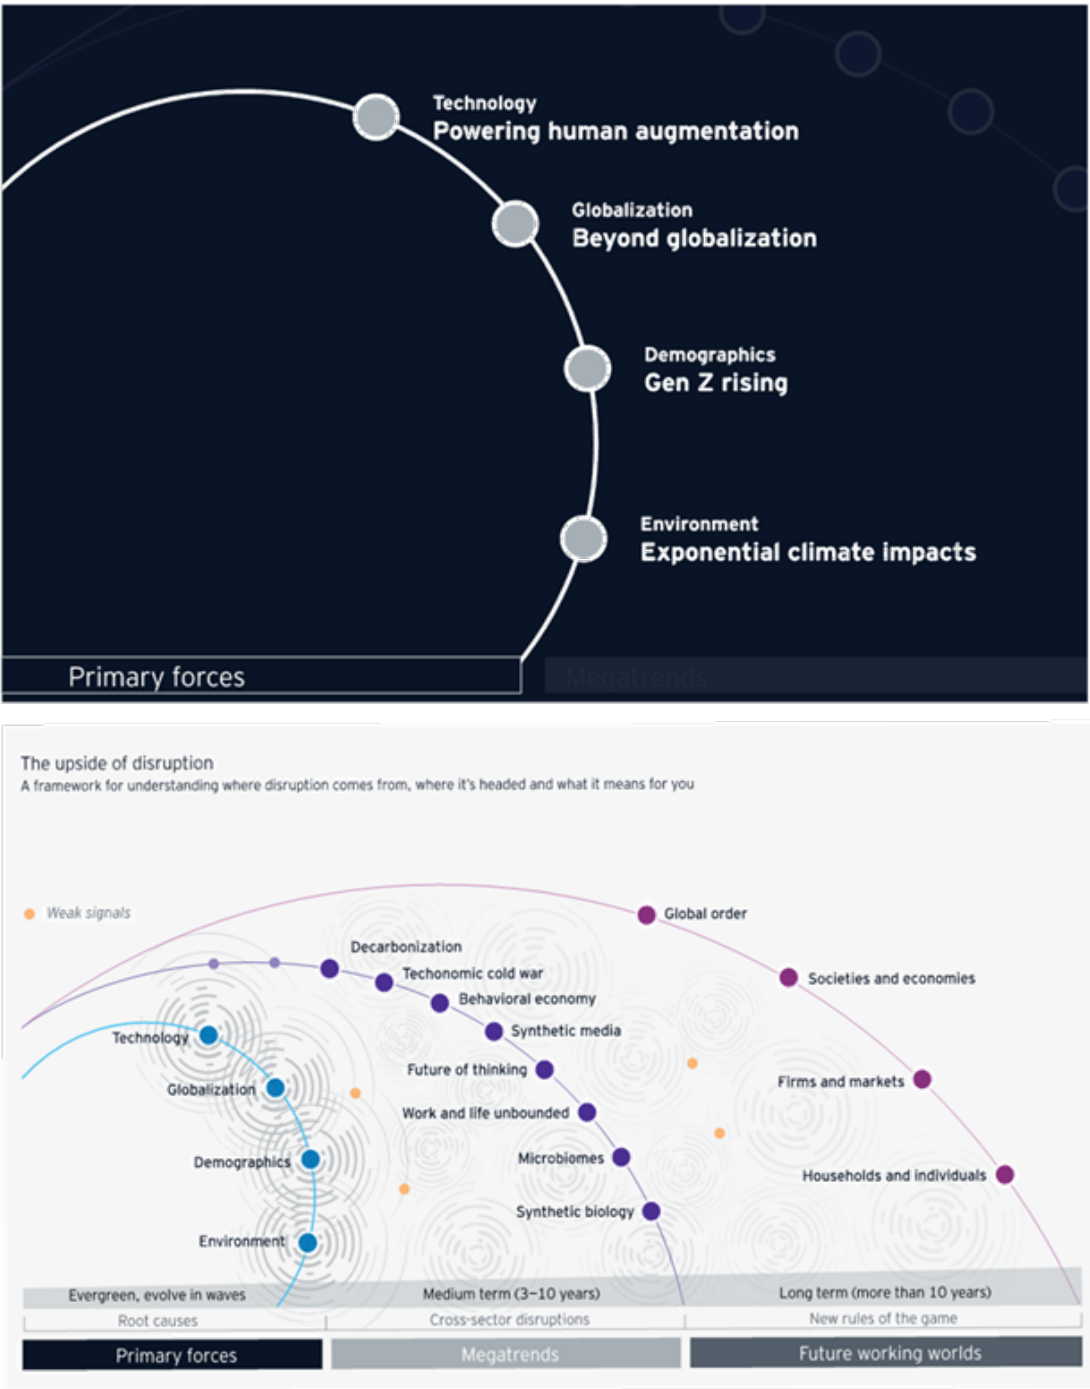 Technology
Powering human augmentation
Globalization
Beyond globalization
Demographics
Gen Z rising
Environment
Exponential climate impacts
Primary forces
Megatrends
The upside of disruption
A framework for understanding where disruption comes from, where it's headed and what it means for you
Weak signals
Global order
Decarbonization
Techonomic cold war
Societies and economies
Behavioral economy
Synthetic media
Technology
Future of thinking
Firms and markets
Globalization
Work and life unbounded
Microbiomes
Demographics
Households and individuals
Synthetic biology
Environment
Evergreen, evolve in waves
Medium term (3–10 years)
Long term (more than 10 years)
Root causes
Cross-sector disruptions
New rules of the game
Primary forces
Megatrends
Future working worlds